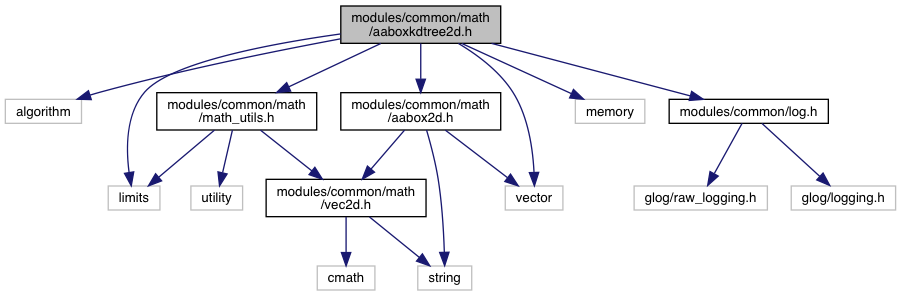 modules/common/math
/aaboxkdtree2d.h
algorithm
modules/common/math
/math_utils.h
modules/common/math
/aabox2d.h
memory
modules/common/log.h
limits
utility
modules/common/math
/vec2d.h
vector
glog/raw_logging.h
glog/logging.h
cmath
string